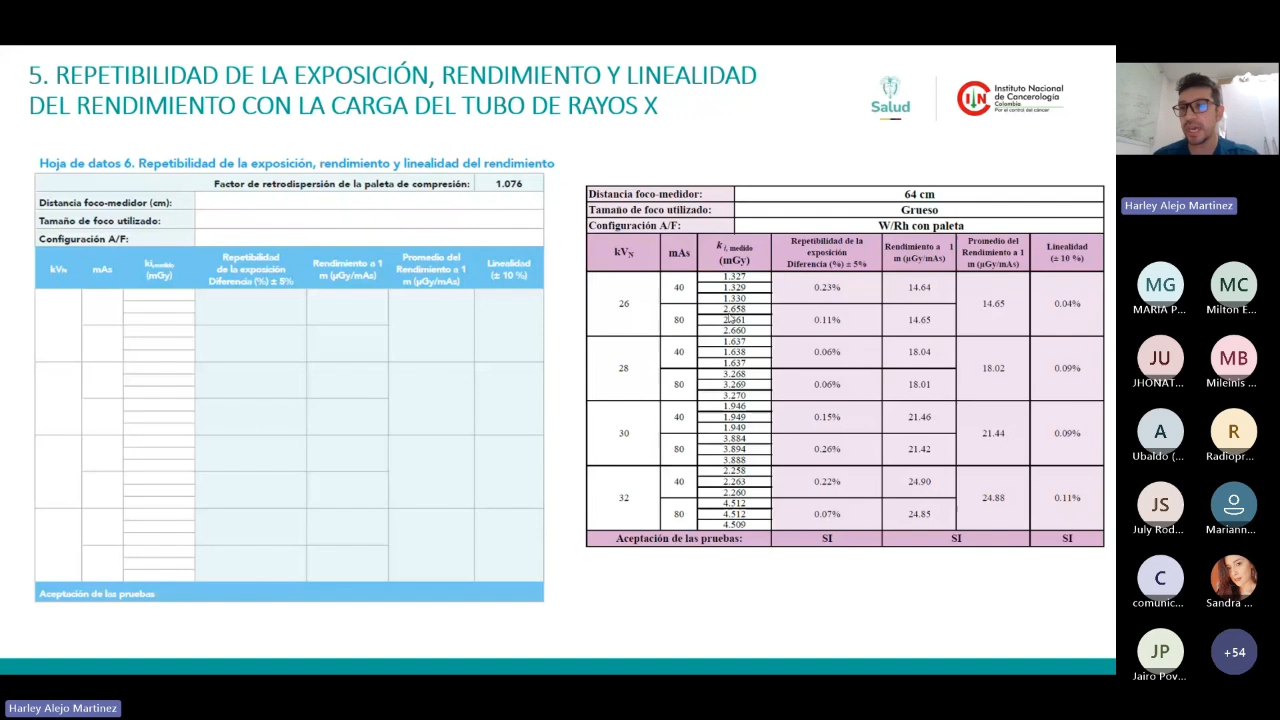 5. REPETIBILIDAD DE LA EXPOSICIÓN, RENDIMIENTO Y LINEALIDAD
DEL RENDIMIENTO CON LA CARGA DEL TUBO DE RAYOS X
Salud
Instituto Nacional
de Cancerología
Colombia
Por el control del cáncer
Hoja de datos 6. Repetibilidad de la exposición, rendimiento y linealidad del rendimiento
Factor de retrodispersión de la paleta de compresión: 1.076
Distancia foco-medidor (cm):
Tamaño de foco utilizado:
Configuración A/F:
kVN mAs ki,medido (mGy) Repetibilidad de la exposición Diferencia (%) ± 5% Rendimiento a 1 m (µGy/mAs) Promedio del Rendimiento a 1 m (µGy/mAs) Linealidad (± 10 %)
Aceptación de las pruebas
Distancia foco-medidor: 64 cm
Tamaño de foco utilizado: Grueso
Configuración A/F: W/Rh con paleta
kVN mAs k i, medido (mGy) Repetibilidad de la exposición Diferencia (%) ± 5% Rendimiento a 1 m (µGy/mAs) Promedio del Rendimiento a 1 m (µGy/mAs) Linealidad (± 10 %)
26 40 1.327 1.329 1.330 0.23% 14.64 14.65 0.04%
80 2.658 2.661 2.660 0.11% 14.65
28 40 1.637 1.638 1.637 0.06% 18.04 18.02 0.09%
80 3.268 3.269 3.270 0.06% 18.01
30 40 1.946 1.949 1.949 0.15% 21.46 21.44 0.09%
80 3.884 3.894 3.888 0.26% 21.42
32 40 2.258 2.263 2.260 0.22% 24.90 24.88 0.11%
80 4.512 4.512 4.509 0.07% 24.85
Aceptación de las pruebas: SI SI SI
Harley Alejo Martinez
MG MC
MARIA P... Milton E...
JU MB
JHONAT... Mileinis ...
A R
Ubaldo (... Radiopr...
JS
July Rod... Mariann...
C
comunic... Sandra ...
JP +54
Jairo Pov...
Harley Alejo Martinez